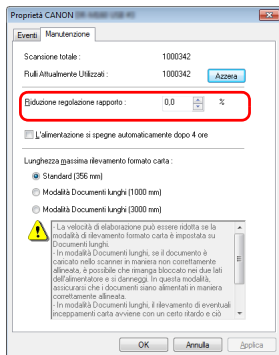 Proprietà CANON
Eventi
Manutenzione
Scansione totale : 1000342
Rulli Attualmente Utilizzati : 1000342 Azzera
Riduzione regolazione rapporto : 0,0 %
L'alimentazione si spegne automaticamente dopo 4 ore
Lunghezza massima rilevamento formato carta :
Standard (356 mm)
Modalità Documenti lunghi (1000 mm)
Modalità Documenti lunghi (3000 mm)
- La velocità di elaborazione può essere ridotta se la
modalità di rilevamento formato carta è impostata su
Documenti lunghi.
- In modalità Documenti lunghi, se il documento è
caricato nello scanner in maniera non correttamente
allineata, è possibile che rimanga bloccato nei due lati
dell'alimentatore e si danneggi. In questa modalità,
assicurarsi che i documenti siano alimentati in maniera
correttamente allineata.
- In modalità Documenti lunghi, il rilevamento di eventuali
inceppamenti carta avviene con un certo ritardo e ciò
OK
Annulla
Applica